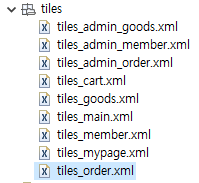 tiles
tiles_admin_goods.xml
tiles_admin_member.xml
tiles_admin_order.xml
tiles_cart.xml
tiles_goods.xml
tiles_main.xml
tiles_member.xml
tiles_mypage.xml
tiles_order.xml